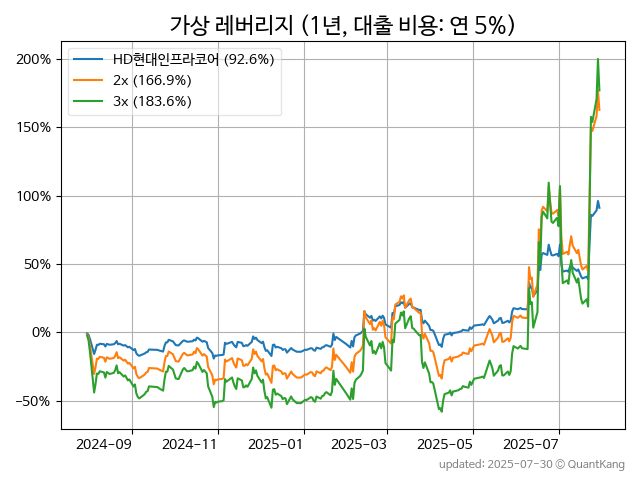 가상 레버리지 (1년, 대출 비용: 연 5%)
HD현대인프라코어 (92.6%)
2x (166.9%)
3x (183.6%)
200%
150%
100%
50%
0%
−50%
2024-09 2024-11 2025-01 2025-03 2025-05 2025-07
updated: 2025-07-30 © QuantKang